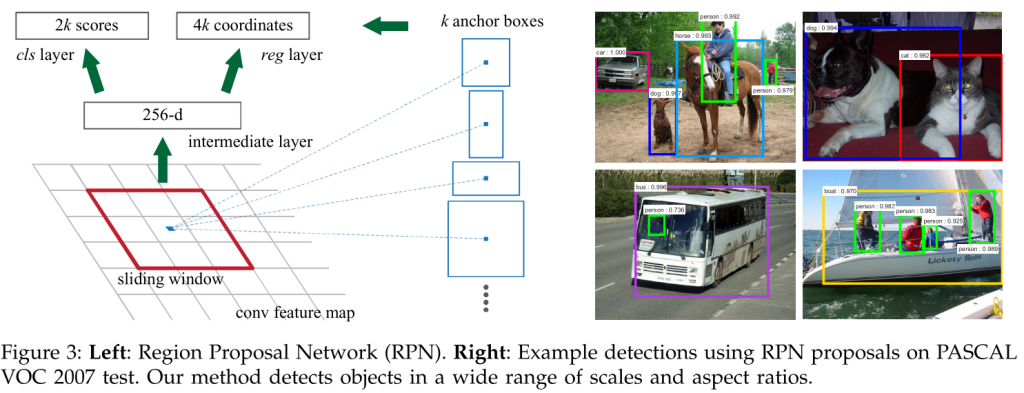 2k scores
4k coordinates
k anchor boxes
cls layer
reg layer
256-d
intermediate layer
sliding window
conv feature map
person : 0.992
horse : 0.993
car : 1.000
person : 0.979
dog : 0.997
dog : 0.994
cat : 0.982
bus : 0.996
person : 0.736
boat : 0.970
person : 0.983
person : 0.983
person : 0.925
person : 0.989
Lickety Split
Figure 3: Left: Region Proposal Network (RPN). Right: Example detections using RPN proposals on PASCAL
VOC 2007 test. Our method detects objects in a wide range of scales and aspect ratios.